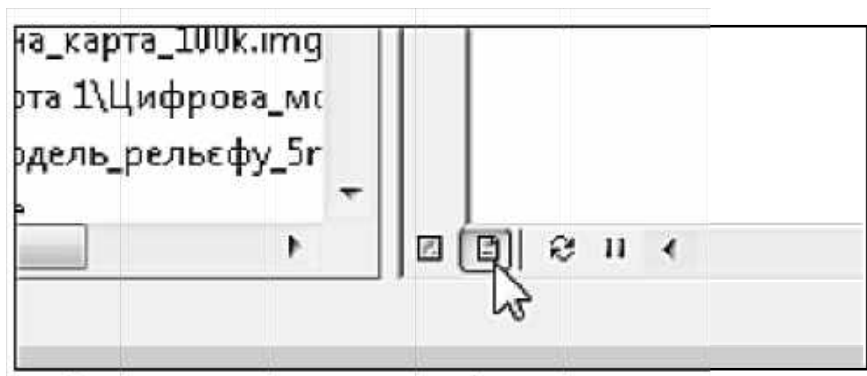 на_карта_100k.img
рта 1\Цифрова_мо
одель_рельєфу_5r